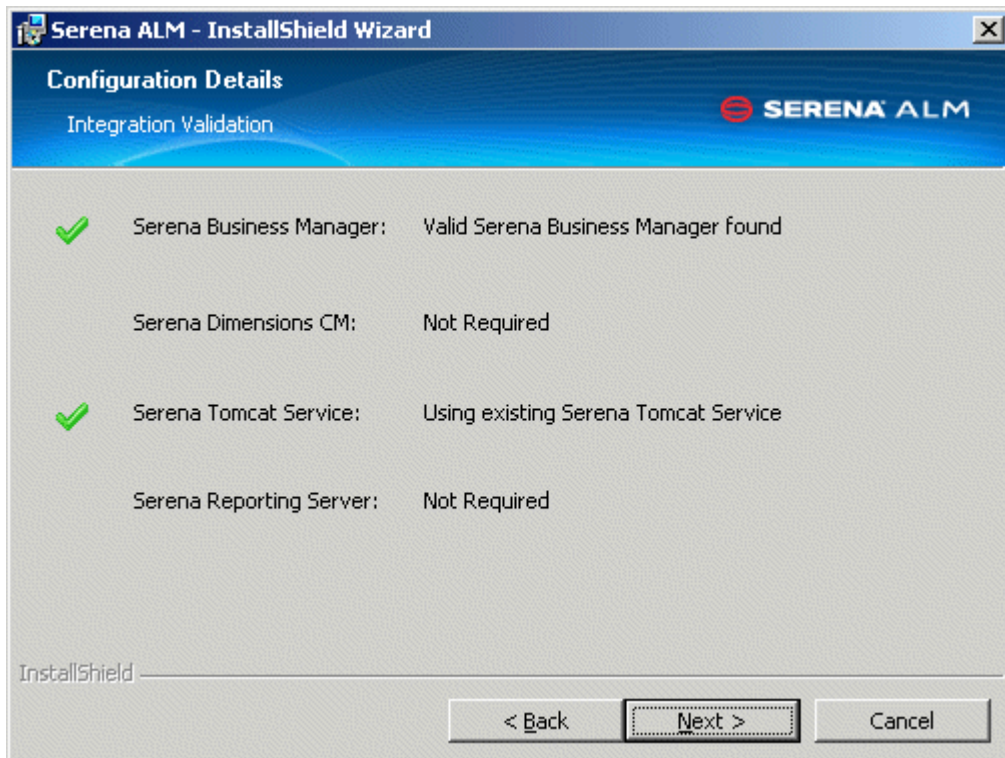 Serena ALM - InstallShield Wizard
Configuration Details
Integration Validation
SERENA ALM
Serena Business Manager: Valid Serena Business Manager found
Serena Dimensions CM: Not Required
Serena Tomcat Service: Using existing Serena Tomcat Service
Serena Reporting Server: Not Required
InstallShield
< Back Next > Cancel